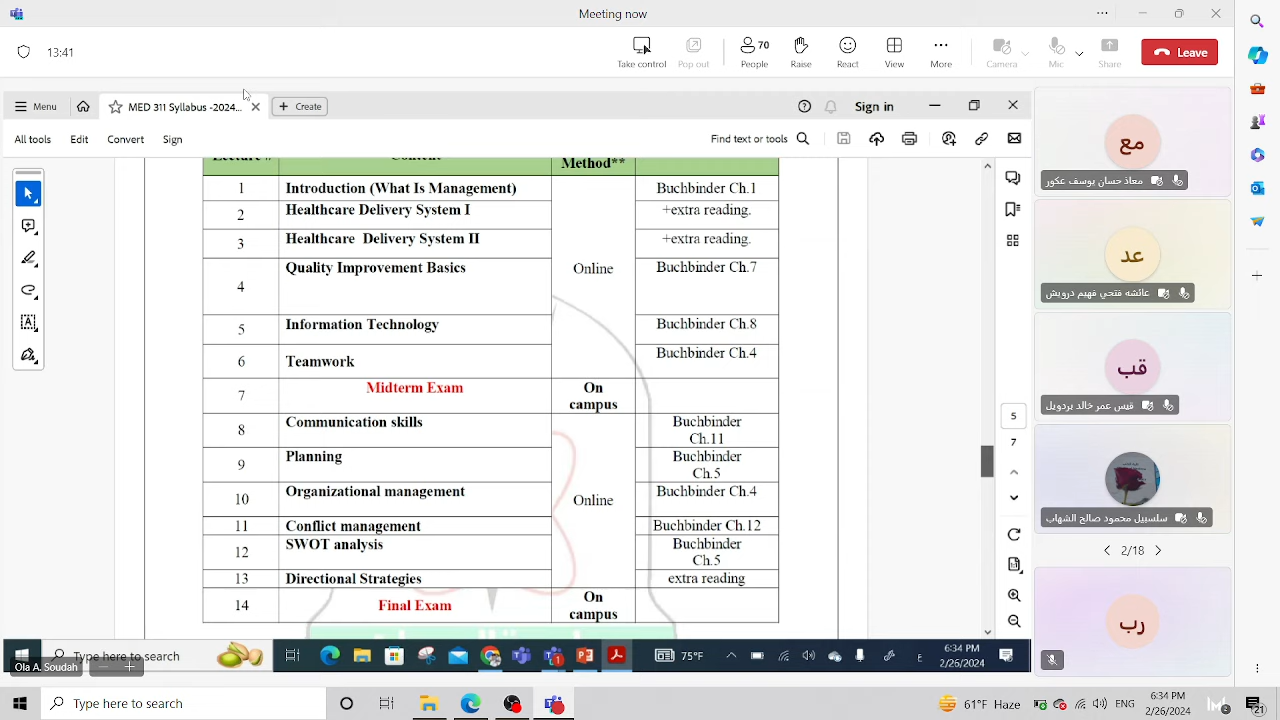 Meeting now
13:41
70
Take control
Pop out
People
Raise
React
View
More
Camera
Mic
Share
Leave
Menu
MED 311 Syllabus -2024...
Create
Sign in
All tools
Edit
Convert
Sign
Find text or tools
Method**
1 Introduction (What Is Management) Buchbinder Ch.1
2 Healthcare Delivery System I +extra reading.
3 Healthcare Delivery System II +extra reading.
Online
4 Quality Improvement Basics Buchbinder Ch.7
5 Information Technology Buchbinder Ch.8
6 Teamwork Buchbinder Ch.4
7 Midterm Exam On
campus
8 Communication skills Buchbinder
Ch.11
9 Planning Buchbinder
Ch.5
10 Organizational management Buchbinder Ch.4
Online
11 Conflict management Buchbinder Ch.12
12 SWOT analysis Buchbinder
Ch.5
13 Directional Strategies extra reading
14 Final Exam On
campus
5
7
مع
معاذ حسان يوسف عكور
عد
عائشه فتحي فهيم درويش
قب
قيس عمر خالد بردويل
سلسبيل محمود صالح الشهاب
2/18
رب
Type here to search
75°F
6:34 PM
2/26/2024
Ola A. Soudah
Type here to search
61°F Haze
ENG
6:34 PM
2/26/2024
2
21